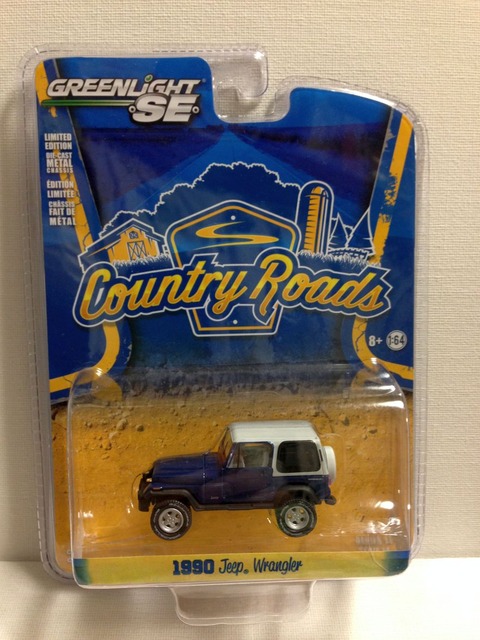 GREENLIGHT
SE
LIMITED
EDITION
DIE-CAST
METAL
CHASSIS
ÉDITION
LIMITÉE
CHÂSSIS
FAIT DE
MÉTAL
Country Roads
8+ 1:64
1990 Jeep® Wrangler